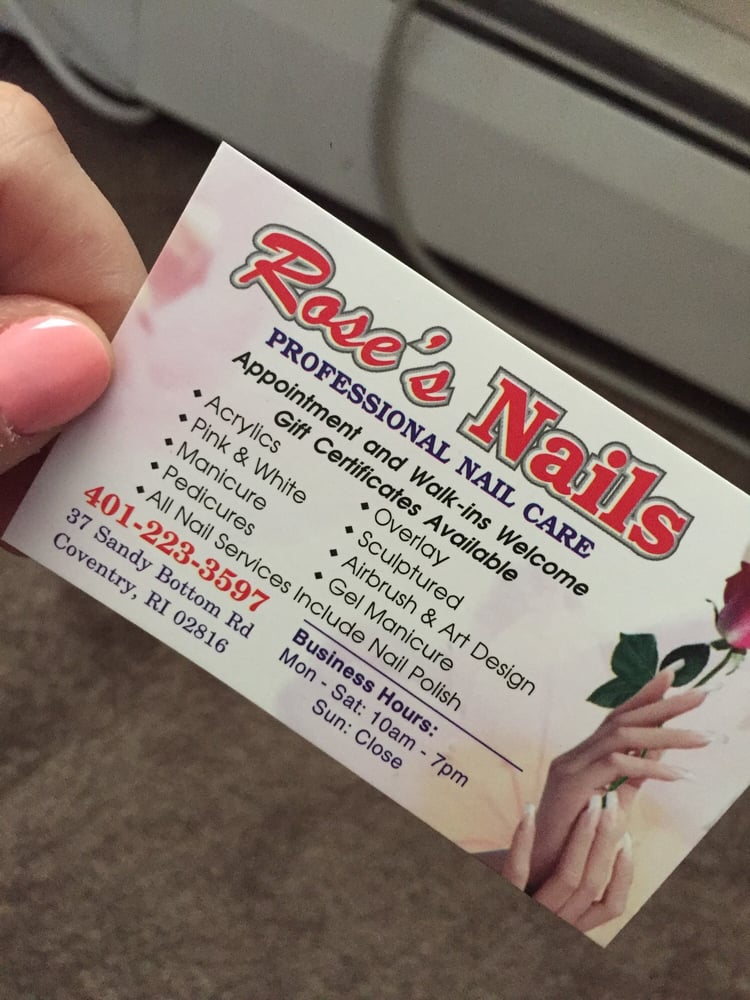 Rose's Nails
PROFESSIONAL NAIL CARE
Appointment and Walk-ins Welcome
Gift Certificates Available
Acrylics
Pink & White
Manicure
Pedicures
Overlay
Sculptured
Airbrush & Art Design
Gel Manicure
All Nail Services Include Nail Polish
401-223-3597
37 Sandy Bottom Rd
Coventry, RI 02816
Business Hours:
Mon - Sat: 10am - 7pm
Sun: Close